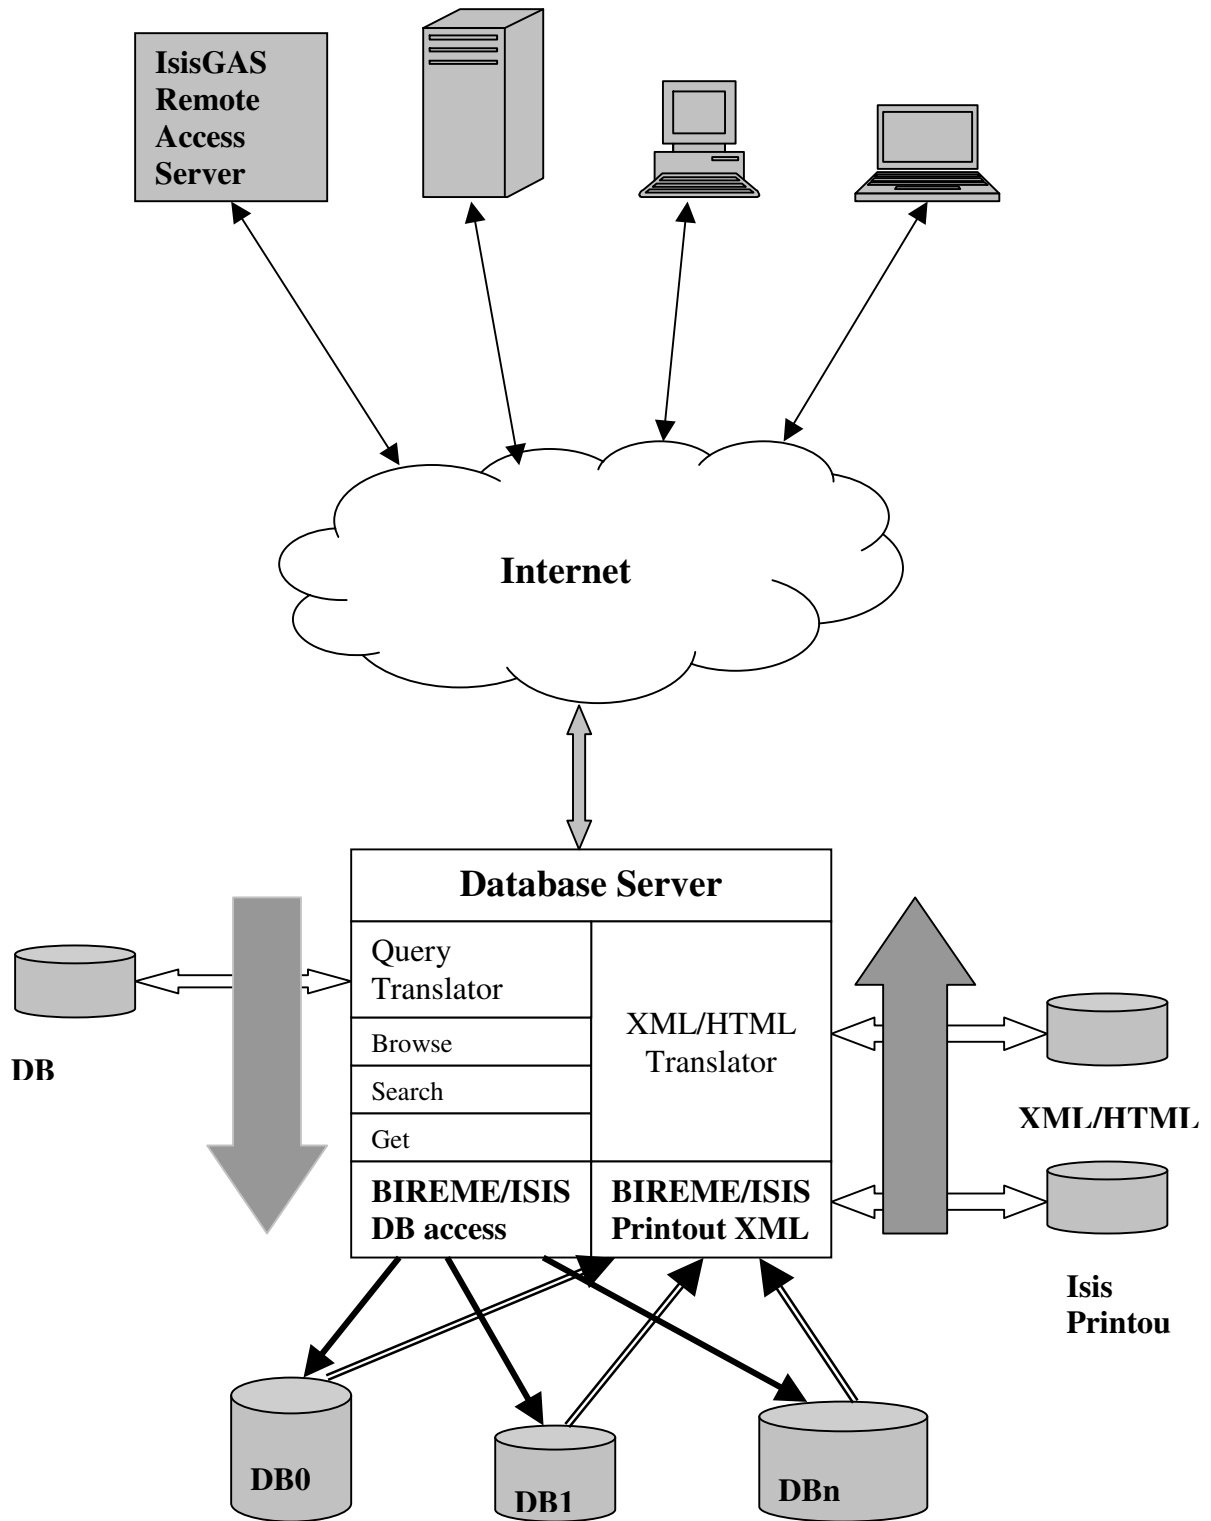 IsisGAS
Remote
Access
Server
Internet
Database Server
Query
Translator
Browse
Search
Get
XML/HTML
Translator
BIREME/ISIS
DB access
BIREME/ISIS
Printout XML
DB
XML/HTML
Isis
Printou
DB0
DB1
DBn